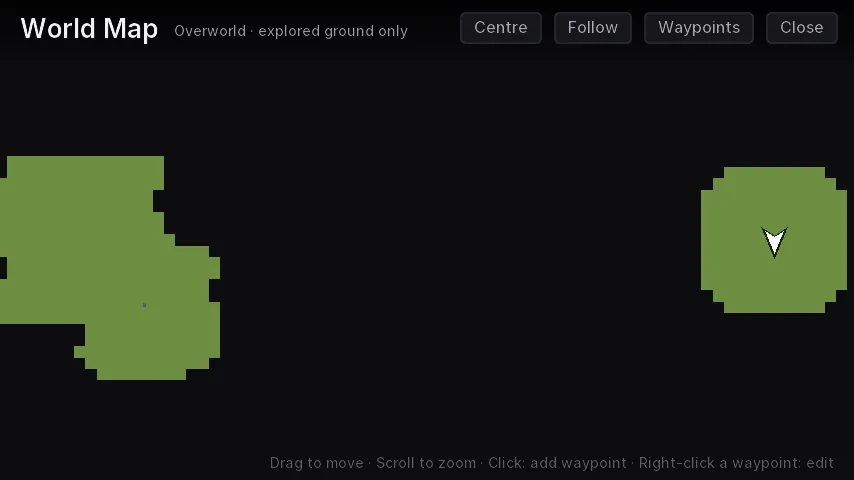 World Map
Overworld · explored ground only
Centre
Follow
Waypoints
Close
Drag to move · Scroll to zoom · Click: add waypoint · Right-click a waypoint: edit